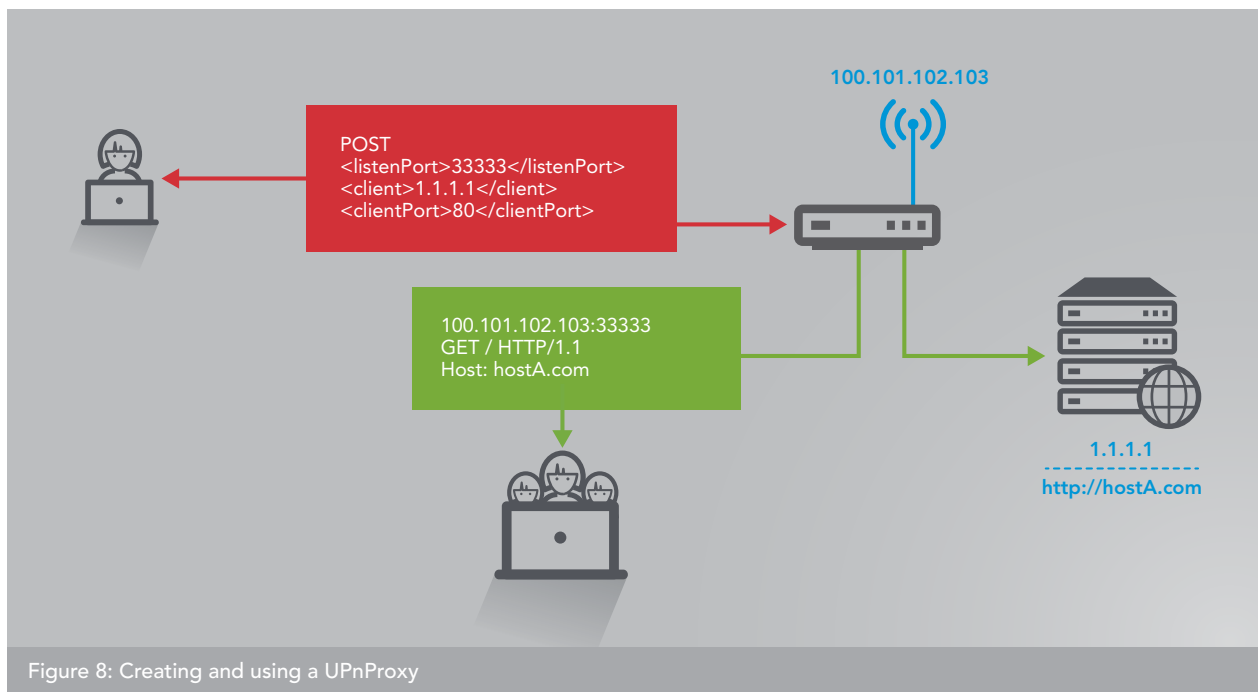 100.101.102.103
POST
<listenPort>33333</listenPort>
<client>1.1.1.1</client>
<clientPort>80</clientPort>
100.101.102.103:33333
GET / HTTP/1.1
Host: hostA.com
1.1.1.1
http://hostA.com
Figure 8: Creating and using a UPnProxy